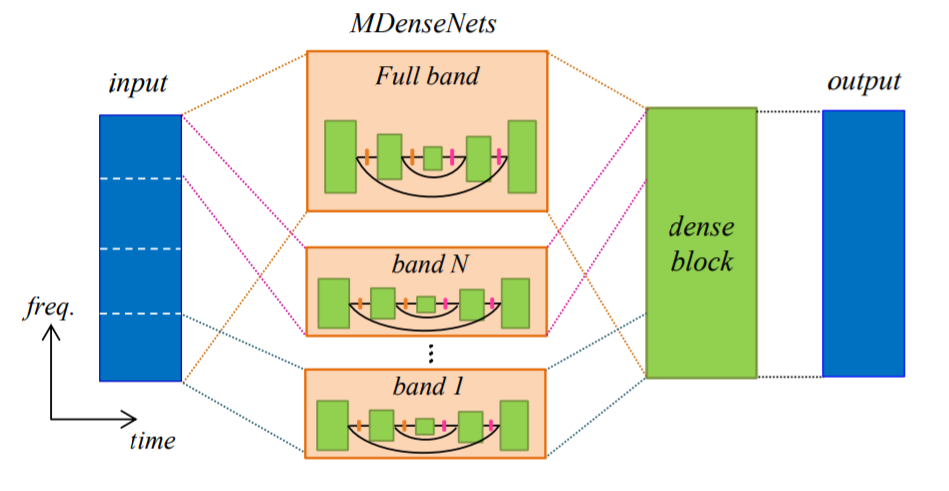 MDenseNets
input
Full band
output
dense
block
band N
freq.
⋮
band 1
time